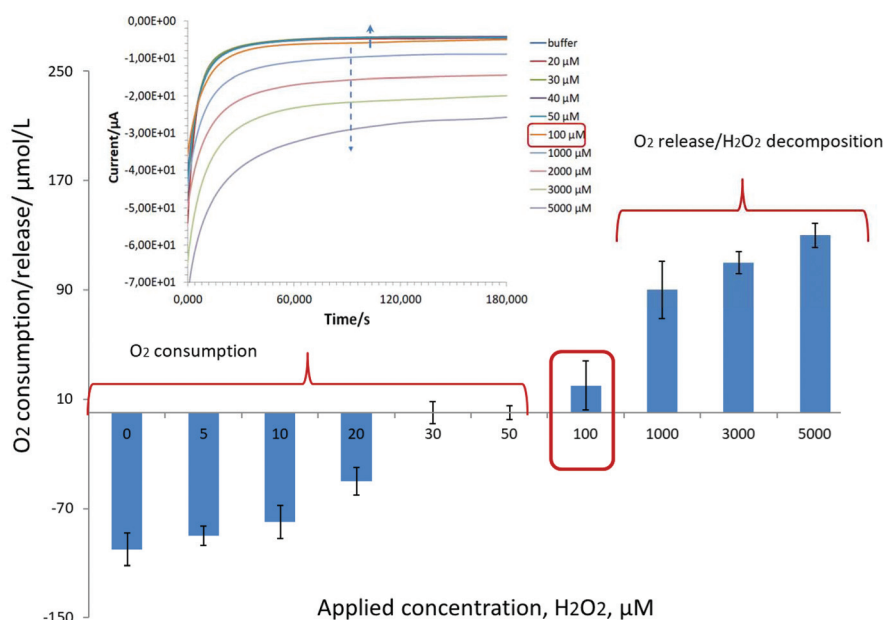 O2 consumption/release/ µmol/L
250
170
90
10
-70
-150
Current/µA
0,00E+00
-1,00E+01
-2,00E+01
-3,00E+01
-4,00E+01
-5,00E+01
-6,00E+01
-7,00E+01
0,000 60,000 120,000 180,000
Time/s
buffer
20 µM
30 µM
40 µM
50 µM
100 µM
1000 µM
2000 µM
3000 µM
5000 µM
O2 release/H2O2 decomposition
O2 consumption
0 5 10 20 30 50 100 1000 3000 5000
Applied concentration, H2O2, µM